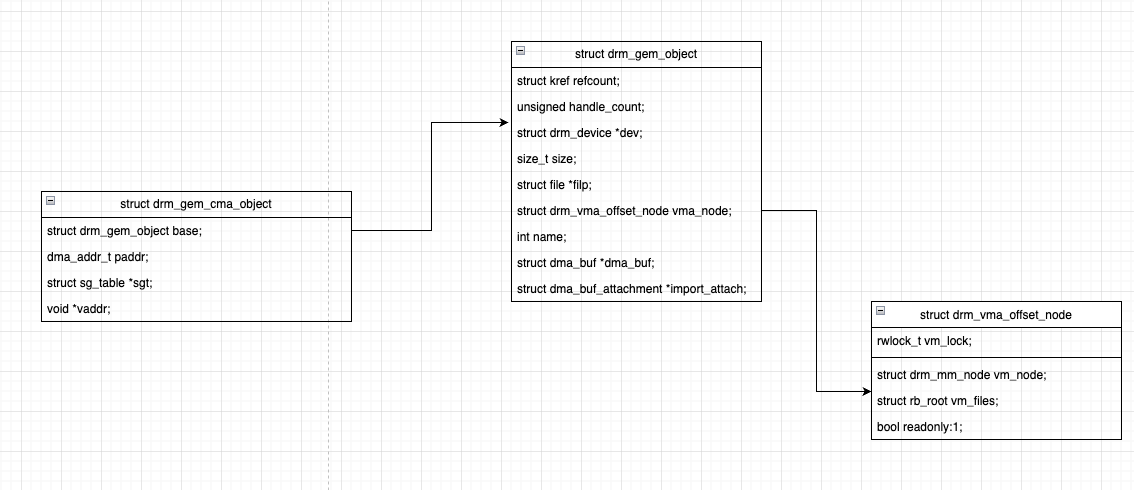 struct drm_gem_object
struct kref refcount;
unsigned handle_count;
struct drm_device *dev;
size_t size;
struct file *filp;
struct drm_vma_offset_node vma_node;
int name;
struct dma_buf *dma_buf;
struct dma_buf_attachment *import_attach;
struct drm_gem_cma_object
struct drm_gem_object base;
dma_addr_t paddr;
struct sg_table *sgt;
void *vaddr;
struct drm_vma_offset_node
rwlock_t vm_lock;
struct drm_mm_node vm_node;
struct rb_root vm_files;
bool readonly:1;